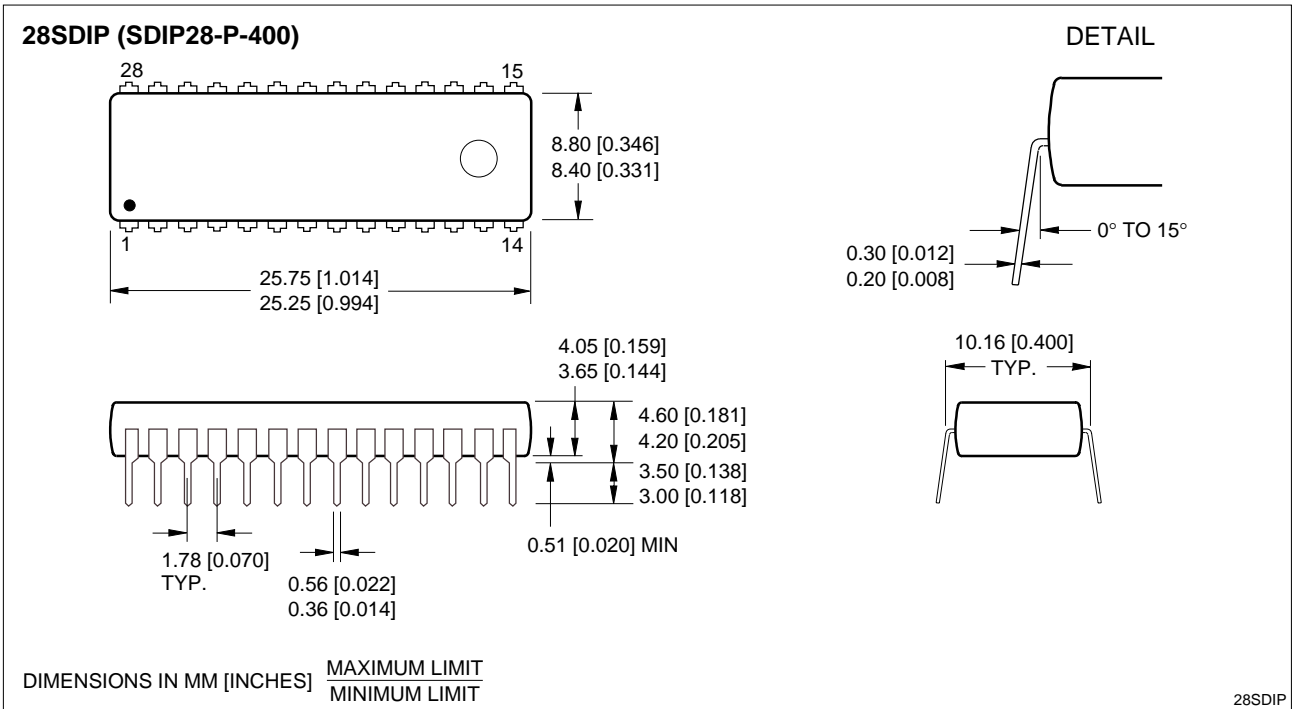 28SDIP (SDIP28-P-400)
DETAIL
28
15
8.80 [0.346]
8.40 [0.331]
1
14
25.75 [1.014]
25.25 [0.994]
0° TO 15°
0.30 [0.012]
0.20 [0.008]
4.05 [0.159]
3.65 [0.144]
4.60 [0.181]
4.20 [0.205]
3.50 [0.138]
3.00 [0.118]
0.51 [0.020] MIN
1.78 [0.070]
TYP.
0.56 [0.022]
0.36 [0.014]
10.16 [0.400]
TYP.
DIMENSIONS IN MM [INCHES]
MAXIMUM LIMIT
MINIMUM LIMIT
28SDIP